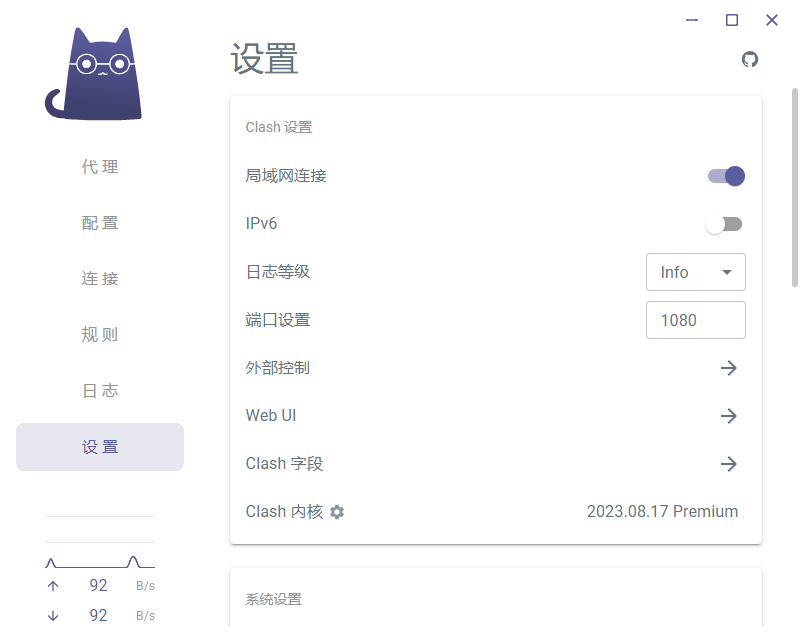 设置
代理
配置
连接
规则
日志
设置
92 B/s
92 B/s
Clash 设置
局域网连接
IPv6
日志等级 Info
端口设置 1080
外部控制
Web UI
Clash 字段
Clash 内核 2023.08.17 Premium
系统设置